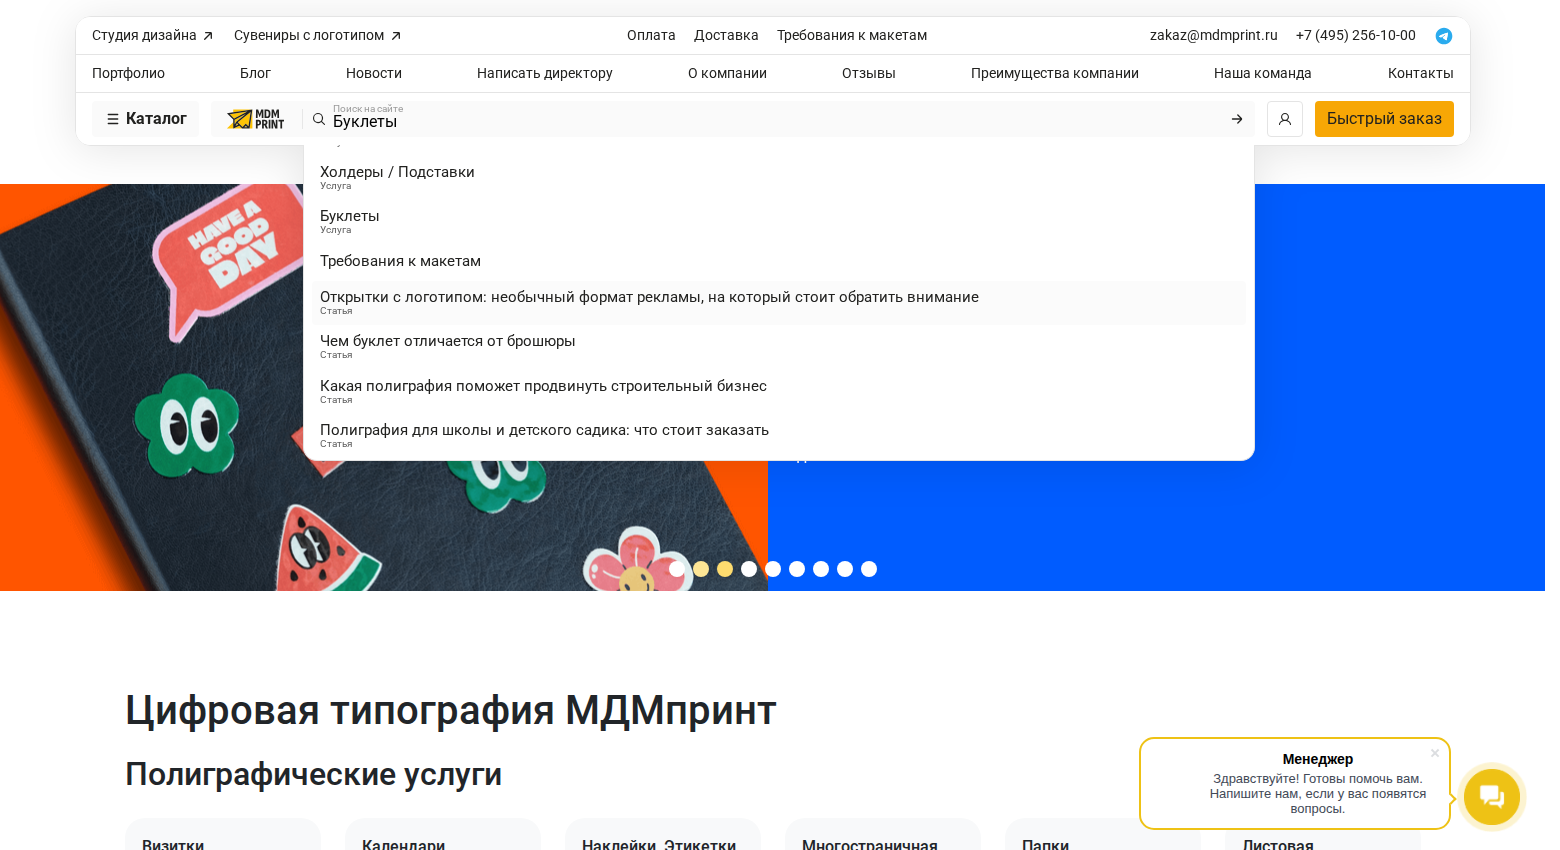 Студия дизайна
Сувениры с логотипом
Оплата
Доставка
Требования к макетам
zakaz@mdmprint.ru
+7 (495) 256-10-00
Портфолио
Блог
Новости
Написать директору
О компании
Отзывы
Преимущества компании
Наша команда
Контакты
Каталог
MDM
PRINT
Поиск на сайте
Буклеты
Быстрый заказ
Холдеры / Подставки
Услуга
Буклеты
Услуга
Требования к макетам
Открытки с логотипом: необычный формат рекламы, на который стоит обратить внимание
Статья
Чем буклет отличается от брошюры
Статья
Какая полиграфия поможет продвинуть строительный бизнес
Статья
Полиграфия для школы и детского садика: что стоит заказать
Статья
HAVE A
GOOD
DAY
Цифровая типография МДМпринт
Полиграфические услуги
Менеджер
Здравствуйте! Готовы помочь вам.
Напишите нам, если у вас появятся
вопросы.
Визитки
Календари
Наклейки, Этикетки
Многостраничная
Папки
Листовая